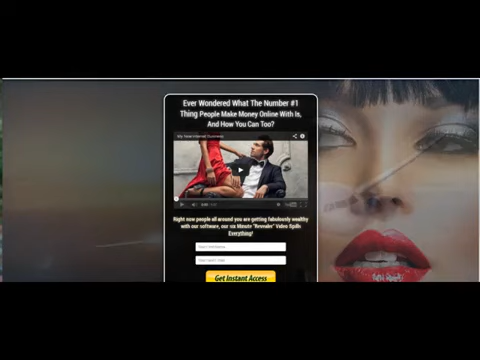 Ever Wondered What The Number #1
Thing People Make Money Online With Is,
And How You Can Too?
Right now people all around you are getting fabulously wealthy
with our software, our six Minute "Revealer" Video Spills
Everything!
Get Instant Access